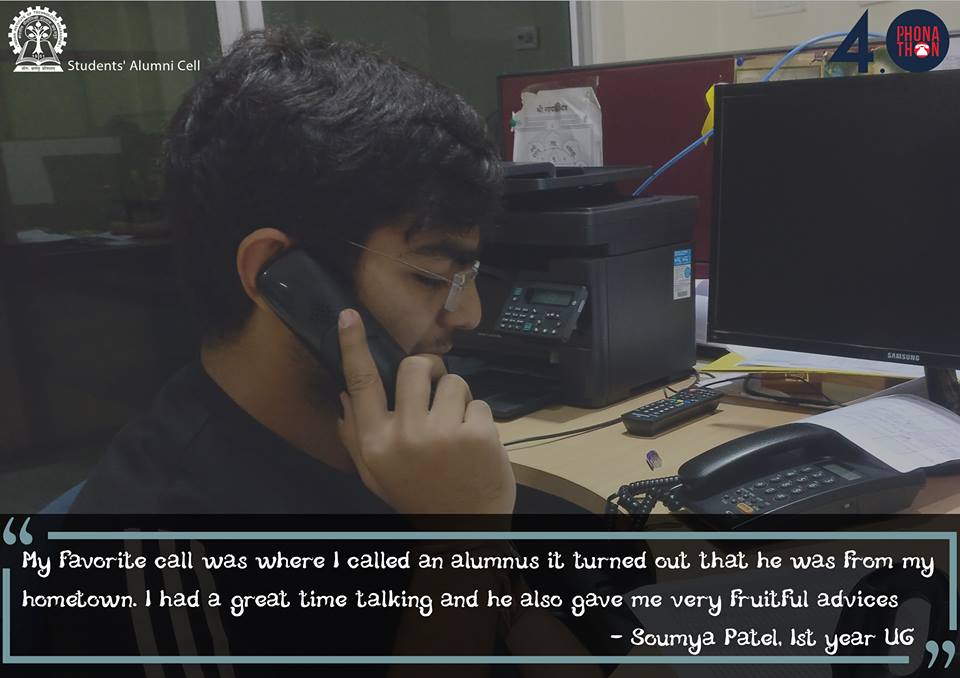 Students' Alumni Cell
40
PHONA
THON
SAMSUNG
My favorite call was where I called an alumnus it turned out that he was from my
hometown. I had a great time talking and he also gave me very fruitful advices
- Soumya Patel, 1st year UG